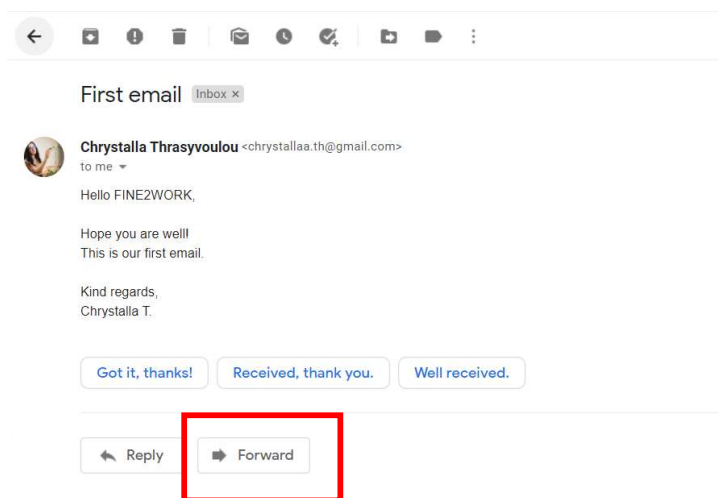 First email Inbox ×
Chrystalla Thrasyvoulou <chrystallaa.th@gmail.com>
to me
Hello FINE2WORK,
Hope you are well!
This is our first email.
Kind regards,
Chrystalla T.
Got it, thanks! Received, thank you. Well received.
Reply Forward